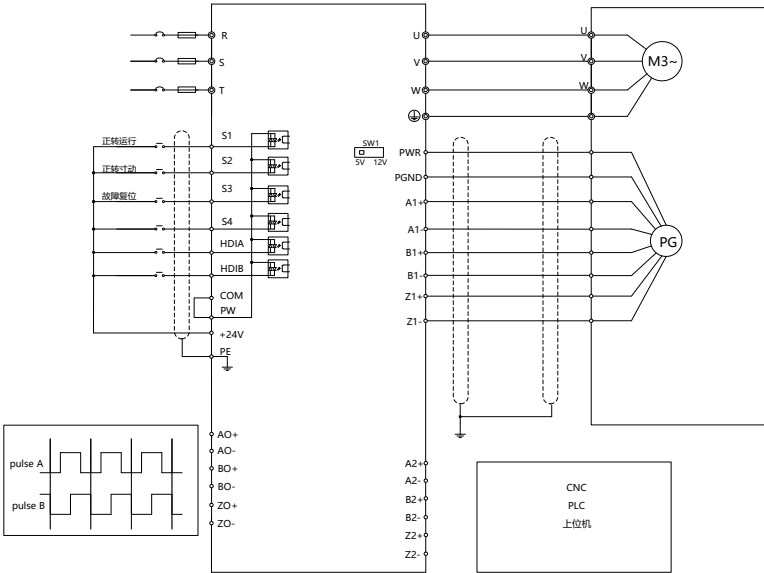 R
S
T
U
V
W
U
V
W
M3~
正转运行
正转寸动
故障复位
S1
S2
S3
S4
HDIA
HDIB
COM
PW
+24V
PE
SW1
5V 12V
PWR
PGND
A1+
A1-
B1+
B1-
Z1+
Z1-
PG
pulse A
pulse B
AO+
AO-
BO+
BO-
ZO+
ZO-
A2+
A2-
B2+
B2-
Z2+
Z2-
CNC
PLC
上位机